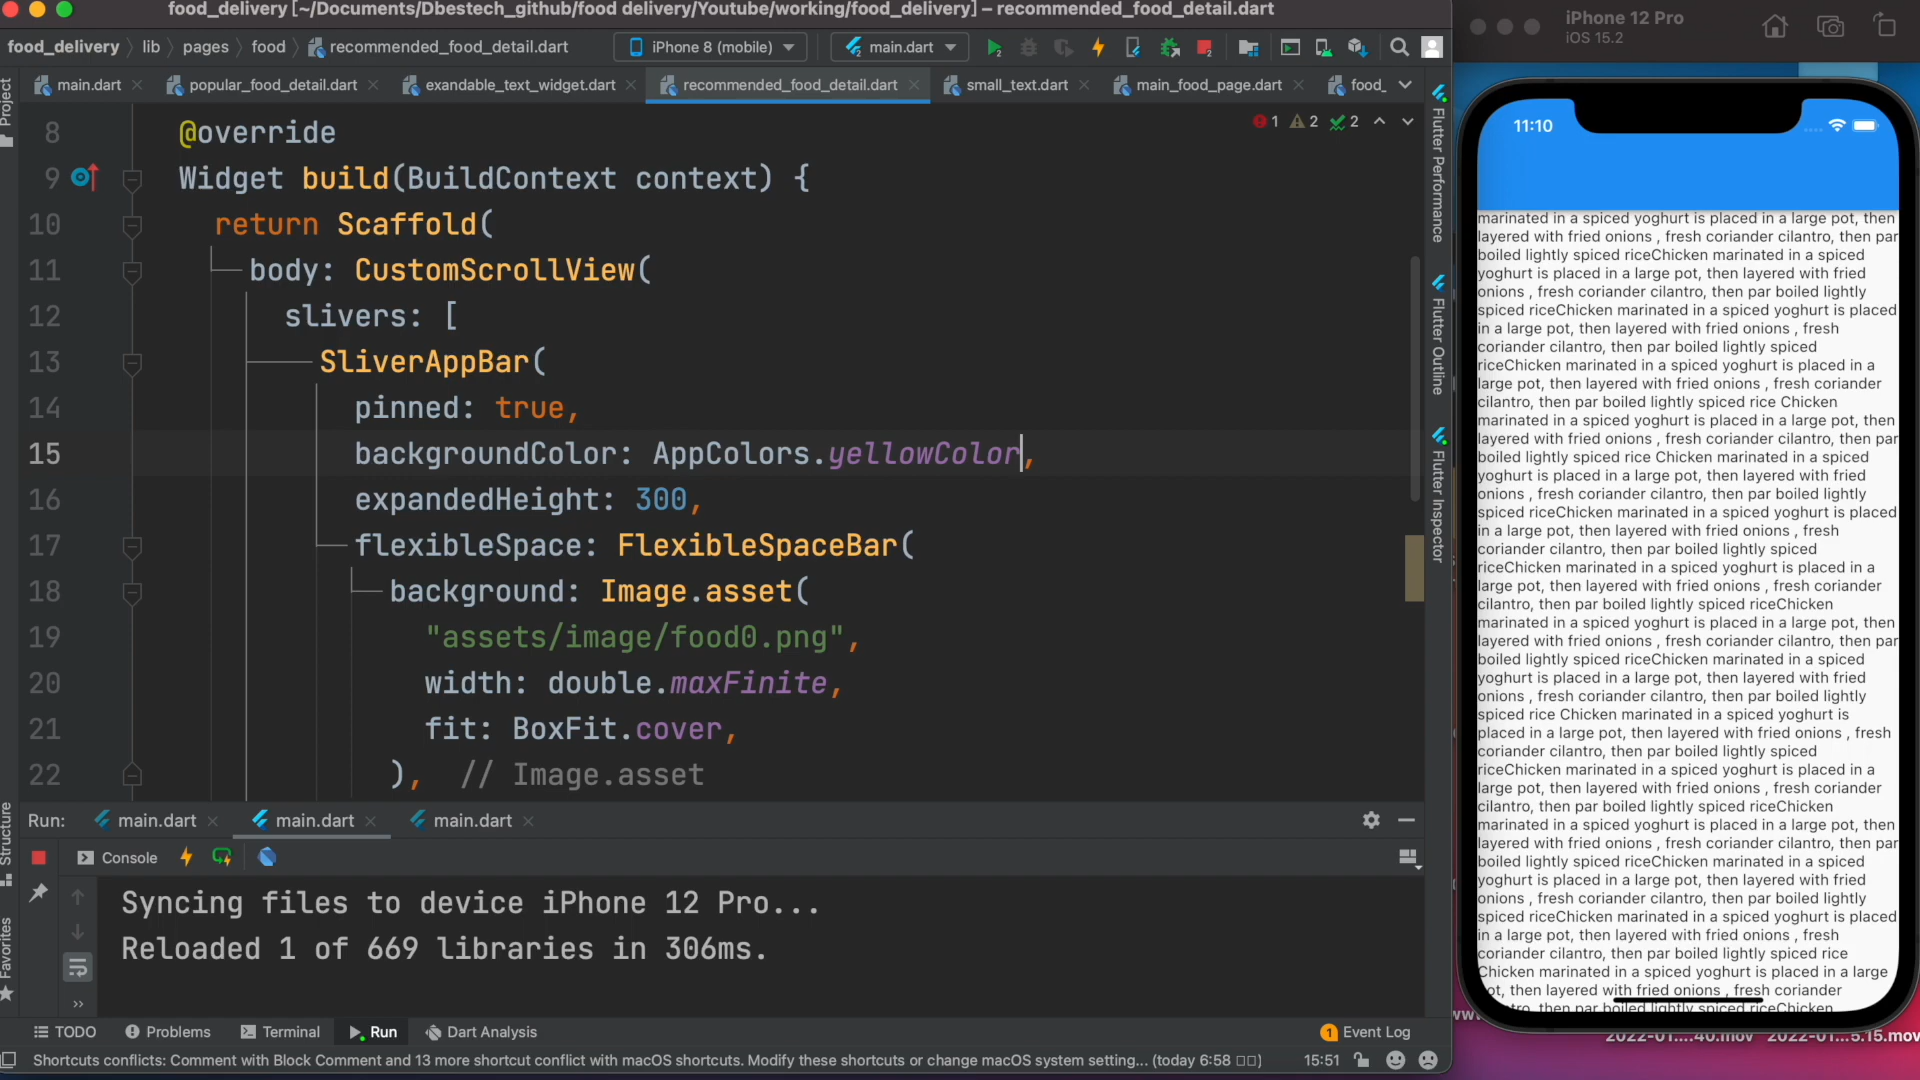 food_delivery [~/Documents/Dbestech_github/food delivery/Youtube/working/food_delivery] – recommended_food_detail.dart
food_delivery
lib
pages
food
recommended_food_detail.dart
iPhone 8 (mobile)
main.dart
main.dart
popular_food_detail.dart
exandable_text_widget.dart
recommended_food_detail.dart
small_text.dart
main_food_page.dart
food_
Project
Structure
Favorites
Flutter Performance
Flutter Outline
Flutter Inspector
1 2 2
8 @override
9 Widget build(BuildContext context) {
10 return Scaffold(
11 body: CustomScrollView(
12 slivers: [
13 SliverAppBar(
14 pinned: true,
15 backgroundColor: AppColors.yellowColor,
16 expandedHeight: 300,
17 flexibleSpace: FlexibleSpaceBar(
18 background: Image.asset(
19 "assets/image/food0.png",
20 width: double.maxFinite,
21 fit: BoxFit.cover,
22 ), // Image.asset
Run:
main.dart
main.dart
main.dart
Console
Syncing files to device iPhone 12 Pro...
Reloaded 1 of 669 libraries in 306ms.
TODO
Problems
Terminal
Run
Dart Analysis
1 Event Log
Shortcuts conflicts: Comment with Block Comment and 13 more shortcut conflict with macOS shortcuts. Modify these shortcuts or change macOS system setting... (today 6:58
15:51
iPhone 12 Pro
iOS 15.2
11:10
marinated in a spiced yoghurt is placed in a large pot, then
layered with fried onions , fresh coriander cilantro, then par
boiled lightly spiced riceChicken marinated in a spiced
yoghurt is placed in a large pot, then layered with fried
onions , fresh coriander cilantro, then par boiled lightly
spiced riceChicken marinated in a spiced yoghurt is placed
in a large pot, then layered with fried onions , fresh
coriander cilantro, then par boiled lightly spiced
riceChicken marinated in a spiced yoghurt is placed in a
large pot, then layered with fried onions , fresh coriander
cilantro, then par boiled lightly spiced rice Chicken
marinated in a spiced yoghurt is placed in a large pot, then
layered with fried onions , fresh coriander cilantro, then par
boiled lightly spiced rice Chicken marinated in a spiced
yoghurt is placed in a large pot, then layered with fried
onions , fresh coriander cilantro, then par boiled lightly
spiced riceChicken marinated in a spiced yoghurt is placed
in a large pot, then layered with fried onions , fresh
coriander cilantro, then par boiled lightly spiced
riceChicken marinated in a spiced yoghurt is placed in a
large pot, then layered with fried onions , fresh coriander
cilantro, then par boiled lightly spiced riceChicken
marinated in a spiced yoghurt is placed in a large pot, then
layered with fried onions , fresh coriander cilantro, then par
boiled lightly spiced riceChicken marinated in a spiced
yoghurt is placed in a large pot, then layered with fried
onions , fresh coriander cilantro, then par boiled lightly
spiced rice Chicken marinated in a spiced yoghurt is
placed in a large pot, then layered with fried onions , fresh
coriander cilantro, then par boiled lightly spiced
riceChicken marinated in a spiced yoghurt is placed in a
large pot, then layered with fried onions , fresh coriander
cilantro, then par boiled lightly spiced riceChicken
marinated in a spiced yoghurt is placed in a large pot, then
layered with fried onions , fresh coriander cilantro, then par
boiled lightly spiced riceChicken marinated in a spiced
yoghurt is placed in a large pot, then layered with fried
onions , fresh coriander cilantro, then par boiled lightly
spiced riceChicken marinated in a spiced yoghurt is placed
in a large pot, then layered with fried onions , fresh
coriander cilantro, then par boiled lightly spiced rice
Chicken marinated in a spiced yoghurt is placed in a large
ot, then layered with fried onions , fresh coriander
tro, then par boiled lightly spiced riceChicken
2022-01....40.mov
2022-01...5.15.mov